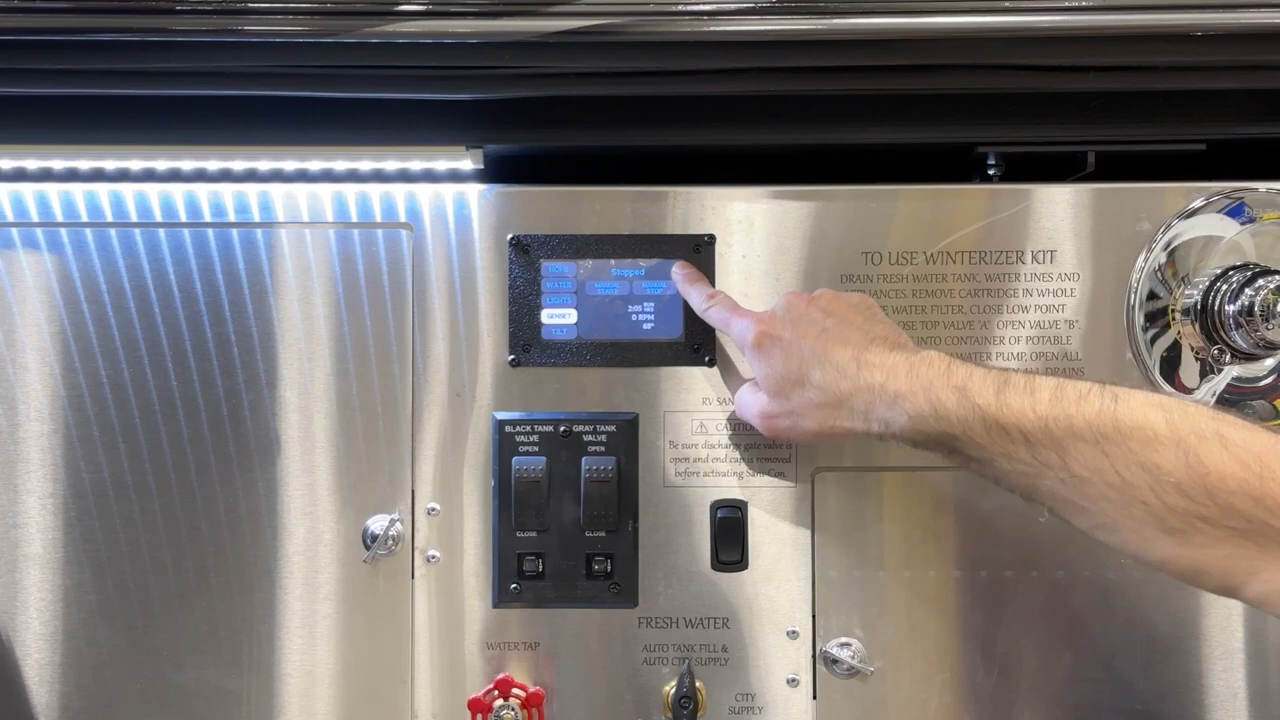 HOME
WATER
LIGHTS
GENSET
TILT
Stopped
MANUAL
START
MANUAL
STOP
2:05 RUN
HRS
0 RPM
68°
TO USE WINTERIZER KIT
DRAIN FRESH WATER TANK, WATER LINES AND
APPLIANCES. REMOVE CARTRIDGE IN WHOLE
WATER FILTER, CLOSE LOW POINT
TOP VALVE "A" OPEN VALVE "B".
INTO CONTAINER OF POTABLE
WATER PUMP, OPEN ALL
ALL DRAINS
RV
CAUTION
Be sure discharge gate valve is
open and end cap is removed
before activating Sani-Con.
BLACK TANK
VALVE
OPEN
CLOSE
GRAY TANK
VALVE
OPEN
CLOSE
FRESH WATER
WATER TAP
AUTO TANK FILL &
AUTO CITY SUPPLY
CITY
SUPPLY